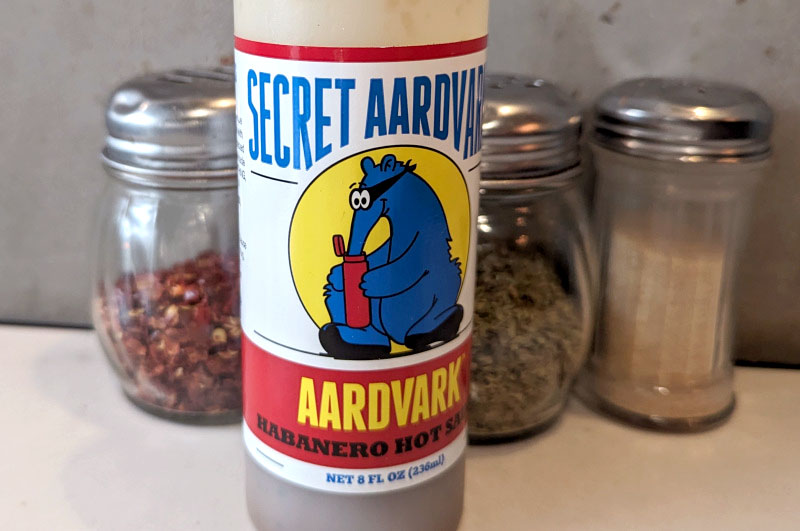 SECRET AARDVAR
AARDVARK
HABANERO HOT SA
NET 8 FL OZ (236ml)